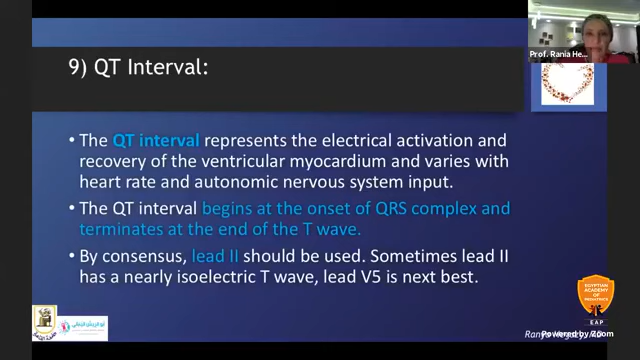 Prof. Rania He...
9) QT Interval:
• The QT interval represents the electrical activation and
recovery of the ventricular myocardium and varies with
heart rate and autonomic nervous system input.
• The QT interval begins at the onset of QRS complex and
terminates at the end of the T wave.
• By consensus, lead II should be used. Sometimes lead II
has a nearly isoelectric T wave, lead V5 is next best.
EGYPTIAN
ACADEMY
OF
PEDIATRICS
EAP
Powered by Zoom